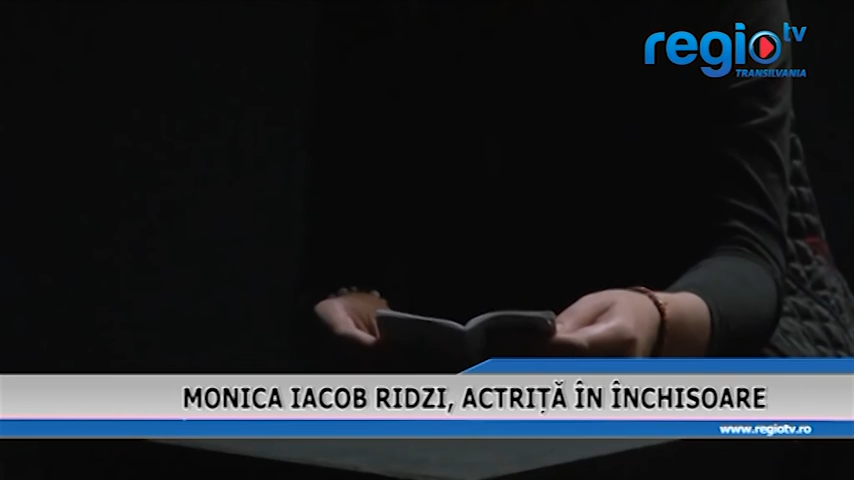 regio tv
TRANSILVANIA
MONICA IACOB RIDZI, ACTRIȚĂ ÎN ÎNCHISOARE
www.regiotv.ro